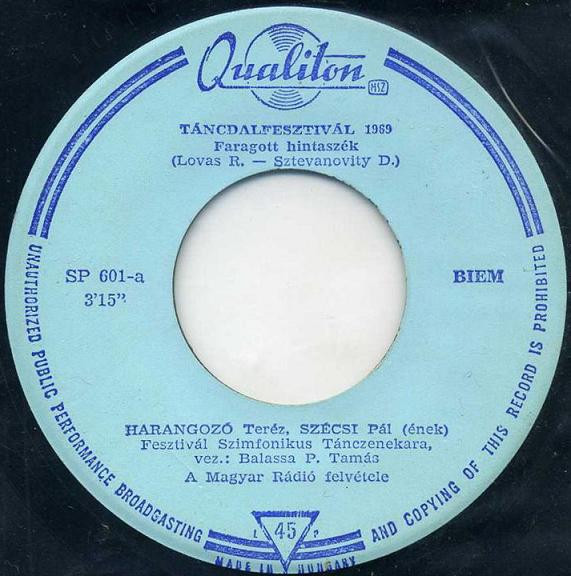 Qualiton
MSZ
TÁNCDALFESZTIVÁL 1969
Faragott hintaszék
(Lovas R. — Sztevanovity D.)
SP 601-a
3'15"
BIEM
HARANGOZÓ Teréz, SZÉCSI Pál (ének)
Fesztivál Szimfonikus Tánczenekara,
vez.: Balassa P. Tamás
A Magyar Rádió felvétele
UNAUTHORIZED PUBLIC PERFORMANCE BROADCASTING AND COPYING OF THIS RECORD IS PROHIBITED
L 45 P
MADE IN HUNGARY